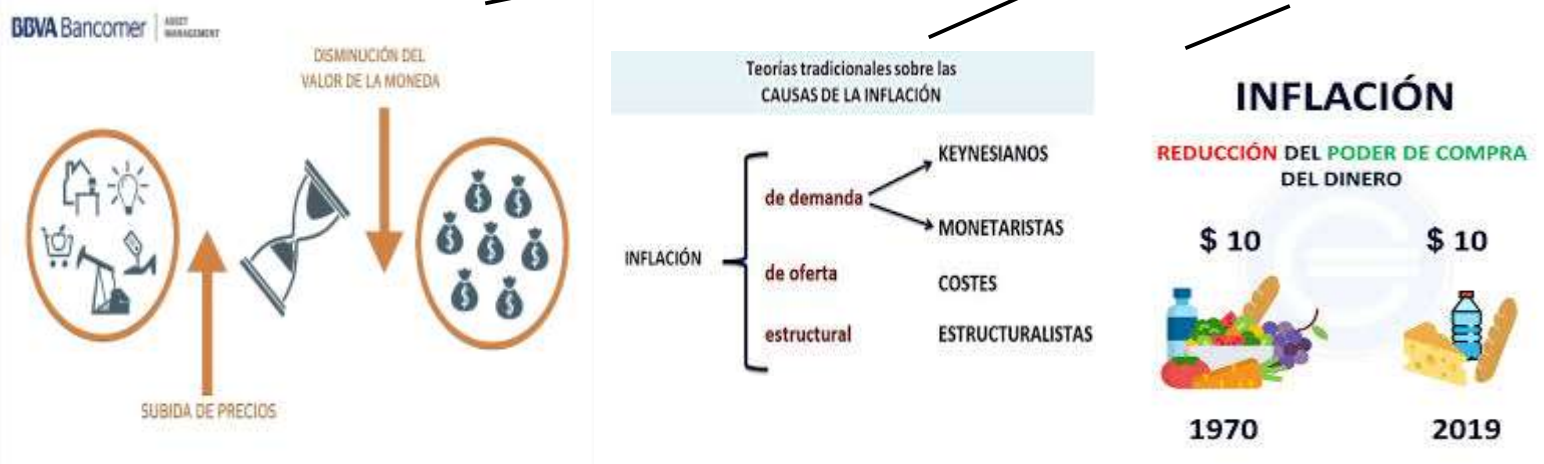 BBVA Bancomer
ASSET
MANAGEMENT
DISMINUCIÓN DEL
VALOR DE LA MONEDA
SUBIDA DE PRECIOS
Teorías tradicionales sobre las
CAUSAS DE LA INFLACIÓN
INFLACIÓN
de demanda
KEYNESIANOS
MONETARISTAS
de oferta
COSTES
estructural
ESTRUCTURALISTAS
INFLACIÓN
REDUCCIÓN DEL PODER DE COMPRA
DEL DINERO
$ 10
$ 10
1970
2019